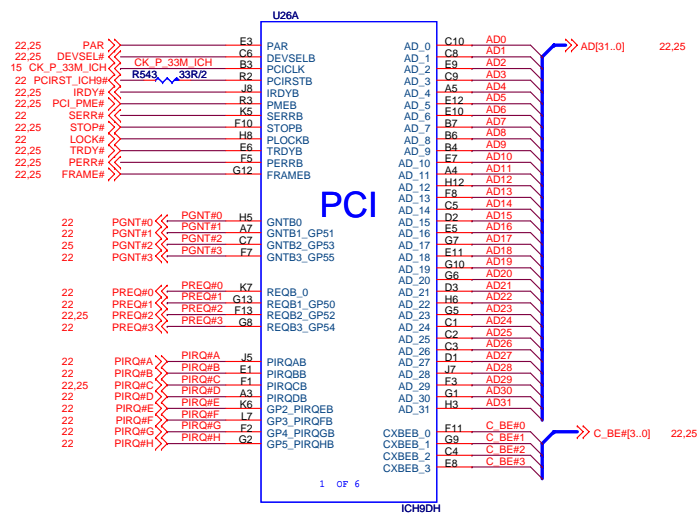 U26A
22,25 PAR E3 PAR AD_0 C10 AD0 AD[31..0] 22,25
22,25 DEVSEL# C6 DEVSELB AD_1 C8 AD1
15 CK_P_33M_ICH CK_P_33M_ICH B3 PCICLK AD_2 E9 AD2
22 PCIRST_ICH9# R543 33R/2 R2 PCIRSTB AD_3 C9 AD3
22,25 IRDY# J8 IRDYB AD_4 A5 AD4
22,25 PCI_PME# R3 PMEB AD_5 E12 AD5
22 SERR# K5 SERRB AD_6 E10 AD6
22,25 STOP# F10 STOPB AD_7 B7 AD7
22 LOCK# H8 PLOCKB AD_8 B6 AD8
22,25 TRDY# E6 TRDYB AD_9 B4 AD9
22,25 PERR# F5 PERRB AD_10 E7 AD10
22,25 FRAME# G12 FRAMEB AD_11 A4 AD11
AD_12 H12 AD12
AD_13 F8 AD13
PCI
AD_14 C5 AD14
22 PGNT#0 PGNT#0 H5 GNTB0 AD_15 D2 AD15
22 PGNT#1 PGNT#1 A7 GNTB1_GP51 AD_16 E5 AD16
25 PGNT#2 PGNT#2 C7 GNTB2_GP53 AD_17 G7 AD17
22 PGNT#3 PGNT#3 F7 GNTB3_GP55 AD_18 E11 AD18
AD_19 G10 AD19
AD_20 G6 AD20
22 PREQ#0 PREQ#0 K7 REQB_0 AD_21 D3 AD21
22 PREQ#1 PREQ#1 G13 REQB1_GP50 AD_22 H6 AD22
22,25 PREQ#2 PREQ#2 F13 REQB2_GP52 AD_23 G5 AD23
22 PREQ#3 PREQ#3 G8 REQB3_GP54 AD_24 C1 AD24
AD_25 C2 AD25
AD_26 C3 AD26
22 PIRQ#A PIRQ#A J5 PIRQAB AD_27 D1 AD27
22 PIRQ#B PIRQ#B E1 PIRQBB AD_28 J7 AD28
22,25 PIRQ#C PIRQ#C F1 PIRQCB AD_29 F3 AD29
22 PIRQ#D PIRQ#D A3 PIRQDB AD_30 G1 AD30
22 PIRQ#E PIRQ#E K6 GP2_PIRQEB AD_31 H3 AD31
22 PIRQ#F PIRQ#F L7 GP3_PIRQFB
22 PIRQ#G PIRQ#G F2 GP4_PIRQGB CXBEB_0 F11 C_BE#0 C_BE#[3..0] 22,25
22 PIRQ#H PIRQ#H G2 GP5_PIRQHB CXBEB_1 G9 C_BE#1
CXBEB_2 C4 C_BE#2
CXBEB_3 E8 C_BE#3
1 OF 6
ICH9DH